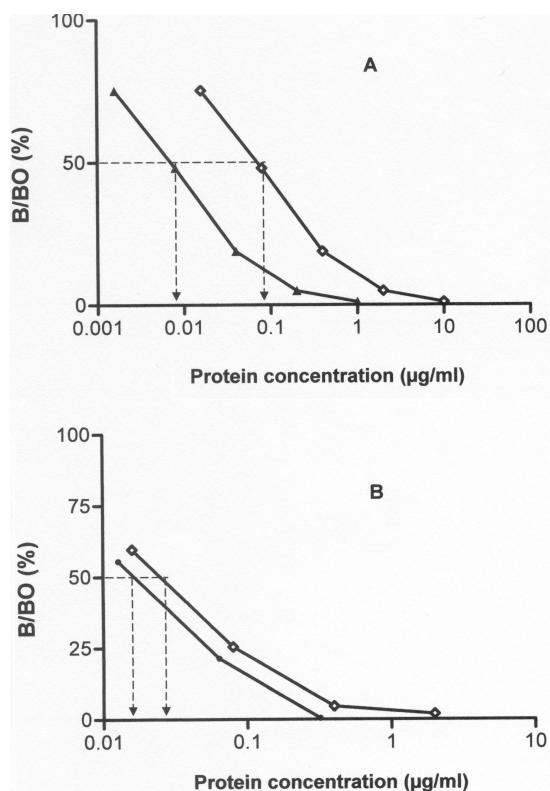 100
A
B/BO (%)
50
0
0.001 0.01 0.1 1 10 100
Protein concentration (µg/ml)
100
B
75
B/BO (%)
50
25
0
0.01 0.1 1 10
Protein concentration (µg/ml)